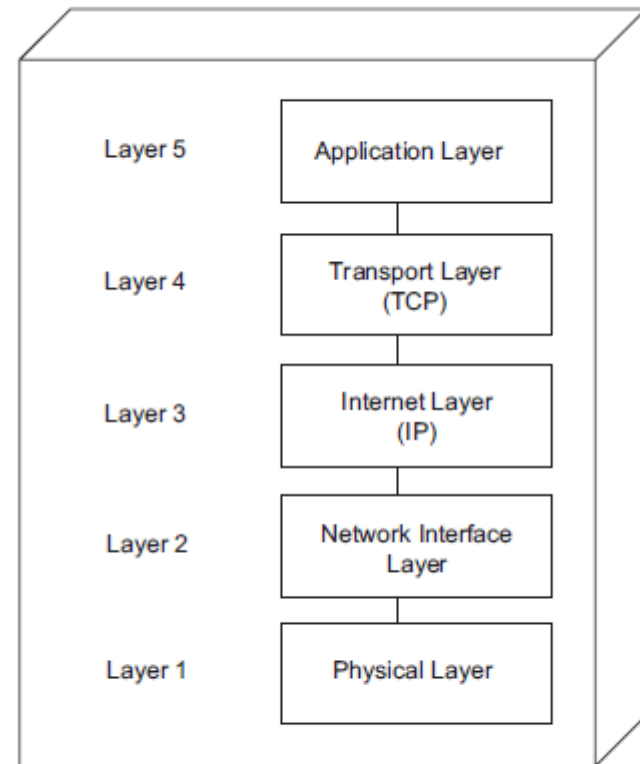 Layer 5
Application Layer
Layer 4
Transport Layer
(TCP)
Layer 3
Internet Layer
(IP)
Layer 2
Network Interface
Layer
Layer 1
Physical Layer